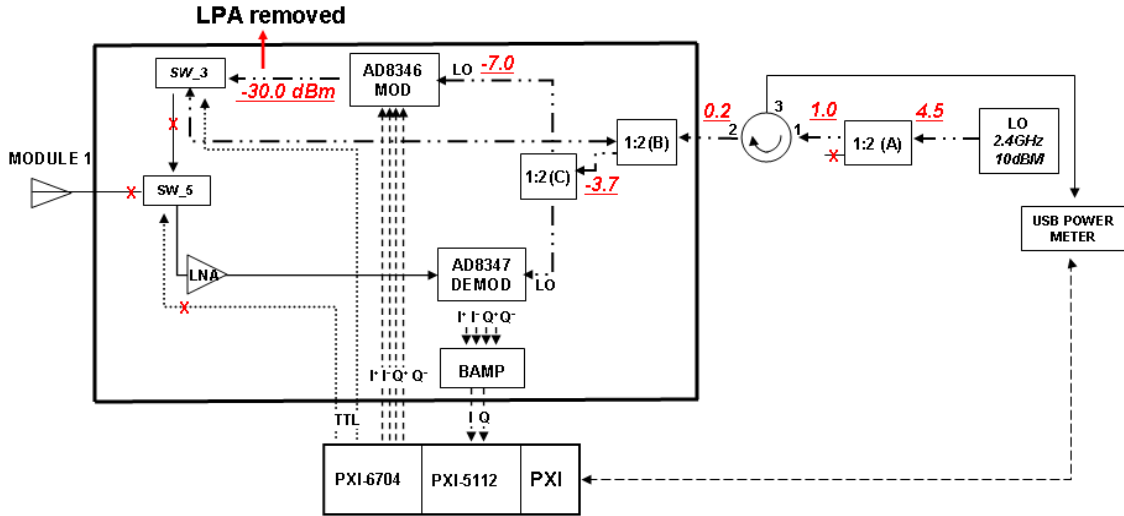 LPA removed
SW_3
-30.0 dBm
AD8346
MOD
LO
-7.0
0.2
3
1.0
4.5
2
1
LO
2.4GHz
10dBM
1:2(B)
1:2 (A)
x
x
MODULE 1
x
1:2(C)
-3.7
SW_5
USB POWER
METER
LNA
AD8347
DEMOD
LO
x
I+ I- Q+ Q-
BAMP
I+ I- Q+ Q-
I Q
TTL
PXI-6704
PXI-5112
PXI